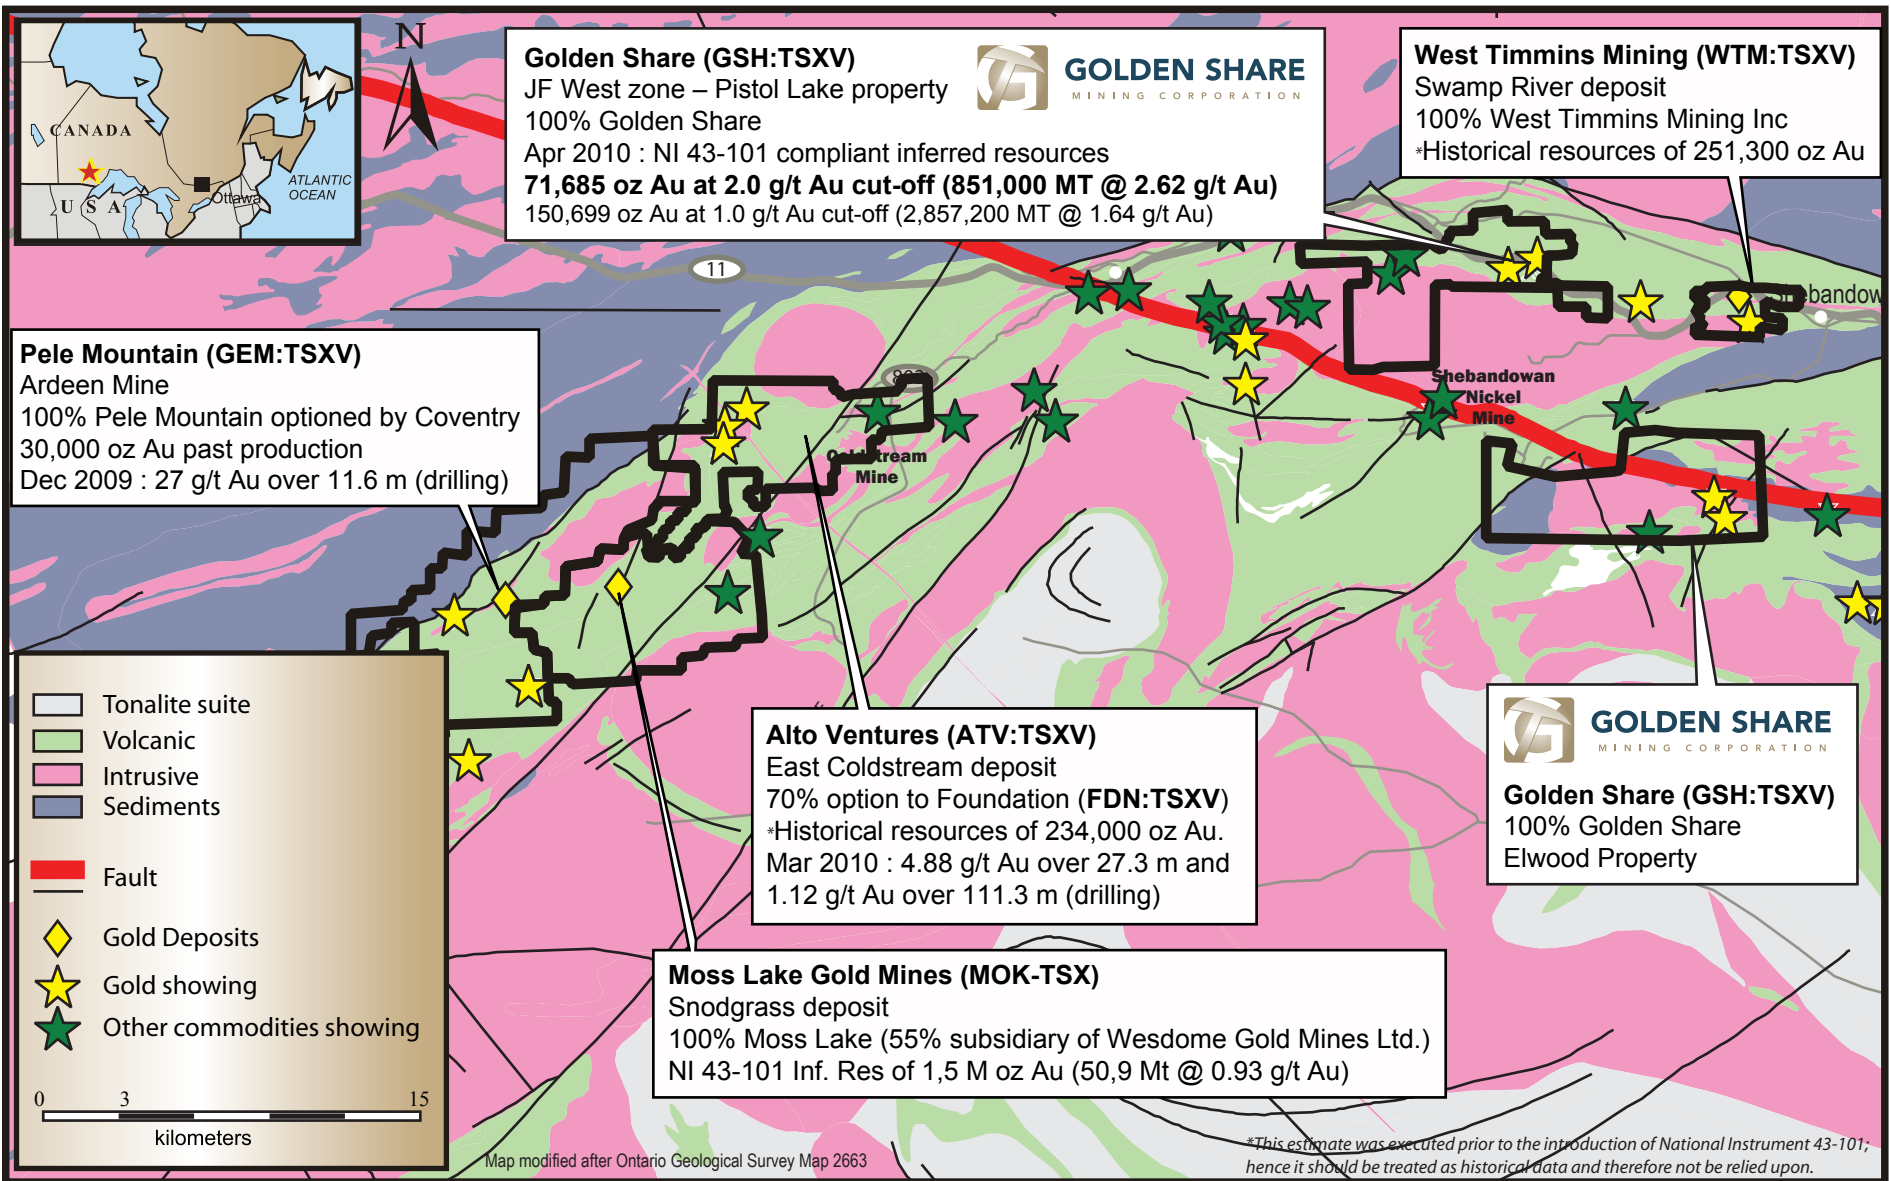 CANADA
U S A
Ottawa
ATLANTIC
OCEAN
N
Golden Share (GSH:TSXV)
JF West zone – Pistol Lake property
100% Golden Share
Apr 2010 : NI 43-101 compliant inferred resources
71,685 oz Au at 2.0 g/t Au cut-off (851,000 MT @ 2.62 g/t Au)
150,699 oz Au at 1.0 g/t Au cut-off (2,857,200 MT @ 1.64 g/t Au)
GOLDEN SHARE
MINING CORPORATION
West Timmins Mining (WTM:TSXV)
Swamp River deposit
100% West Timmins Mining Inc
*Historical resources of 251,300 oz Au
11
Shebandow
Pele Mountain (GEM:TSXV)
Ardeen Mine
100% Pele Mountain optioned by Coventry
30,000 oz Au past production
Dec 2009 : 27 g/t Au over 11.6 m (drilling)
Shebandowan
Nickel
Mine
Coldstream
Mine
Tonalite suite
Volcanic
Intrusive
Sediments
Fault
Gold Deposits
Gold showing
Other commodities showing
0 3 15
kilometers
Alto Ventures (ATV:TSXV)
East Coldstream deposit
70% option to Foundation (FDN:TSXV)
*Historical resources of 234,000 oz Au.
Mar 2010 : 4.88 g/t Au over 27.3 m and
1.12 g/t Au over 111.3 m (drilling)
GOLDEN SHARE
MINING CORPORATION
Golden Share (GSH:TSXV)
100% Golden Share
Elwood Property
Moss Lake Gold Mines (MOK-TSX)
Snodgrass deposit
100% Moss Lake (55% subsidiary of Wesdome Gold Mines Ltd.)
NI 43-101 Inf. Res of 1,5 M oz Au (50,9 Mt @ 0.93 g/t Au)
Map modified after Ontario Geological Survey Map 2663
*This estimate was executed prior to the introduction of National Instrument 43-101;
hence it should be treated as historical data and therefore not be relied upon.